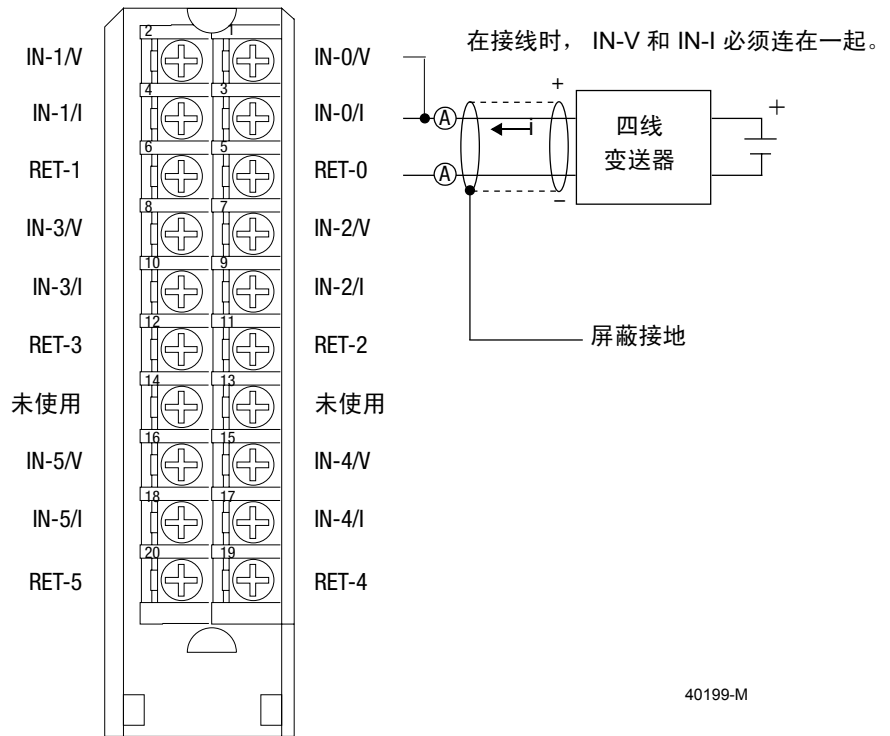 在接线时， IN-V 和 IN-I 必须连在一起。
2 1
IN-1/V IN-0/V
+ +
4 3
IN-1/I IN-0/I A i 四线
变送器
6 5
RET-1 RET-0 A
–
8 7
IN-3/V IN-2/V
10 9
IN-3/I IN-2/I
12 11
RET-3 RET-2 屏蔽接地
14 13
未使用 未使用
16 15
IN-5/V IN-4/V
18 17
IN-5/I IN-4/I
20 19
RET-5 RET-4
40199-M